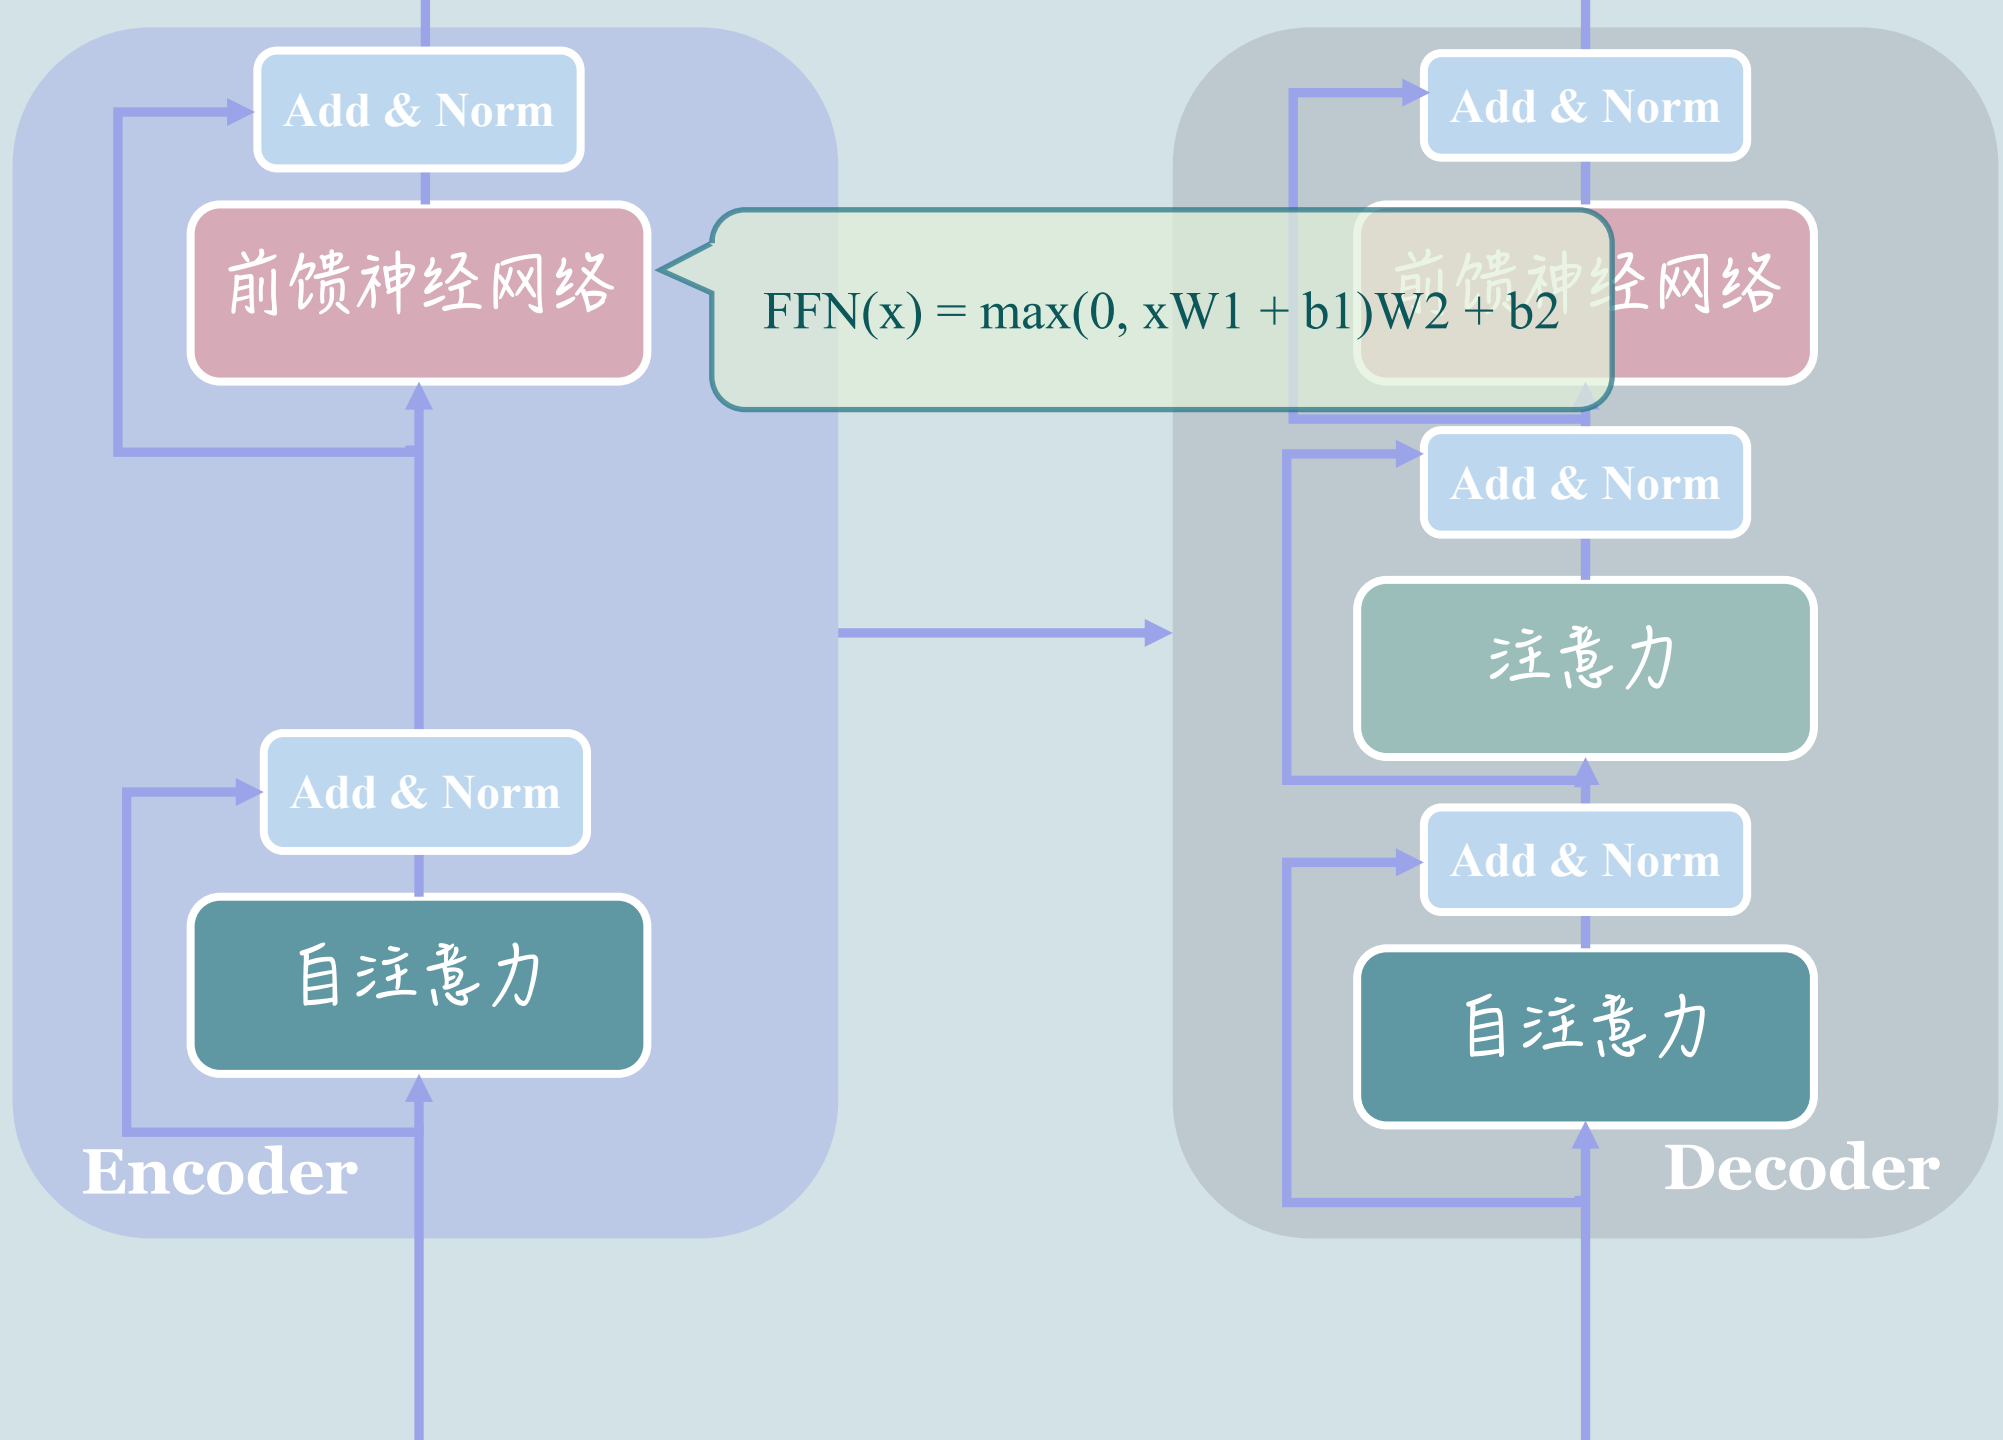 Add & Norm
前馈神经网络
Add & Norm
自注意力
Encoder
FFN(x) = max(0, xW1 + b1)W2 + b2
Add & Norm
前馈神经网络
Add & Norm
注意力
Add & Norm
自注意力
Decoder